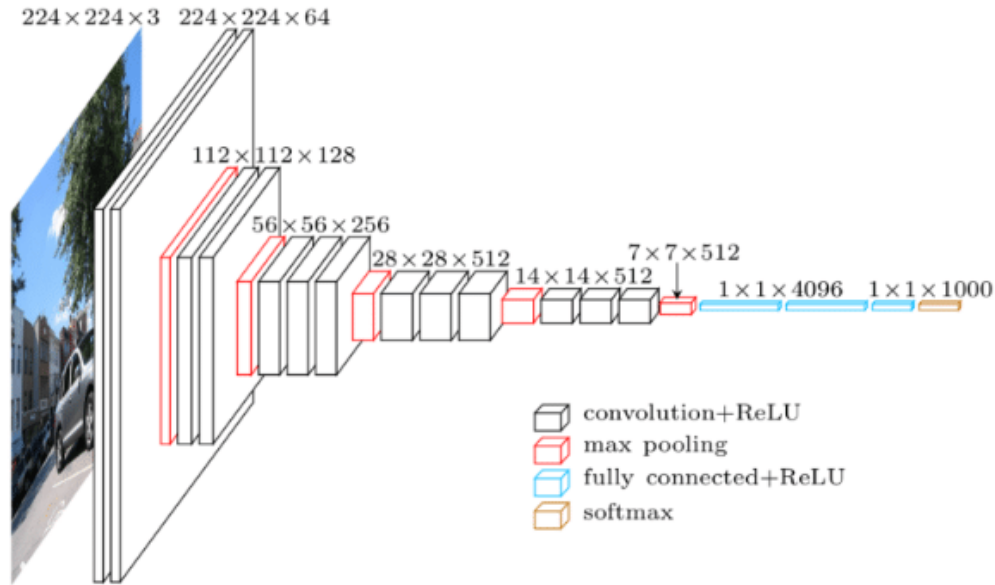 224×224×3
224×224×64
112×112×128
56×56×256
28×28×512
14×14×512
7×7×512
1×1×4096
1×1×1000
convolution+ReLU
max pooling
fully connected+ReLU
softmax